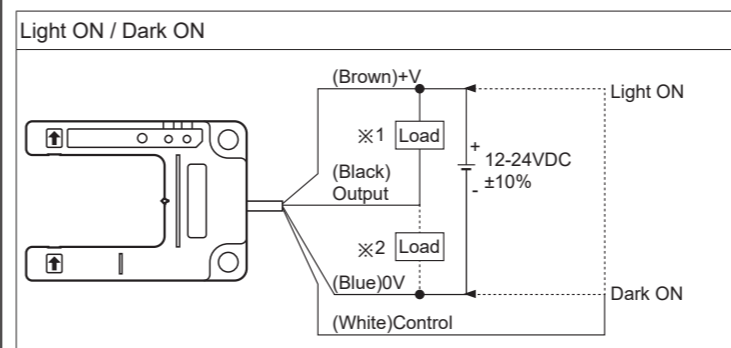 Light ON / Dark ON
(Brown)+V
Light ON
※1 Load
+
12-24VDC
±10%
-
(Black)
Output
※2 Load
(Blue)0V
Dark ON
(White)Control